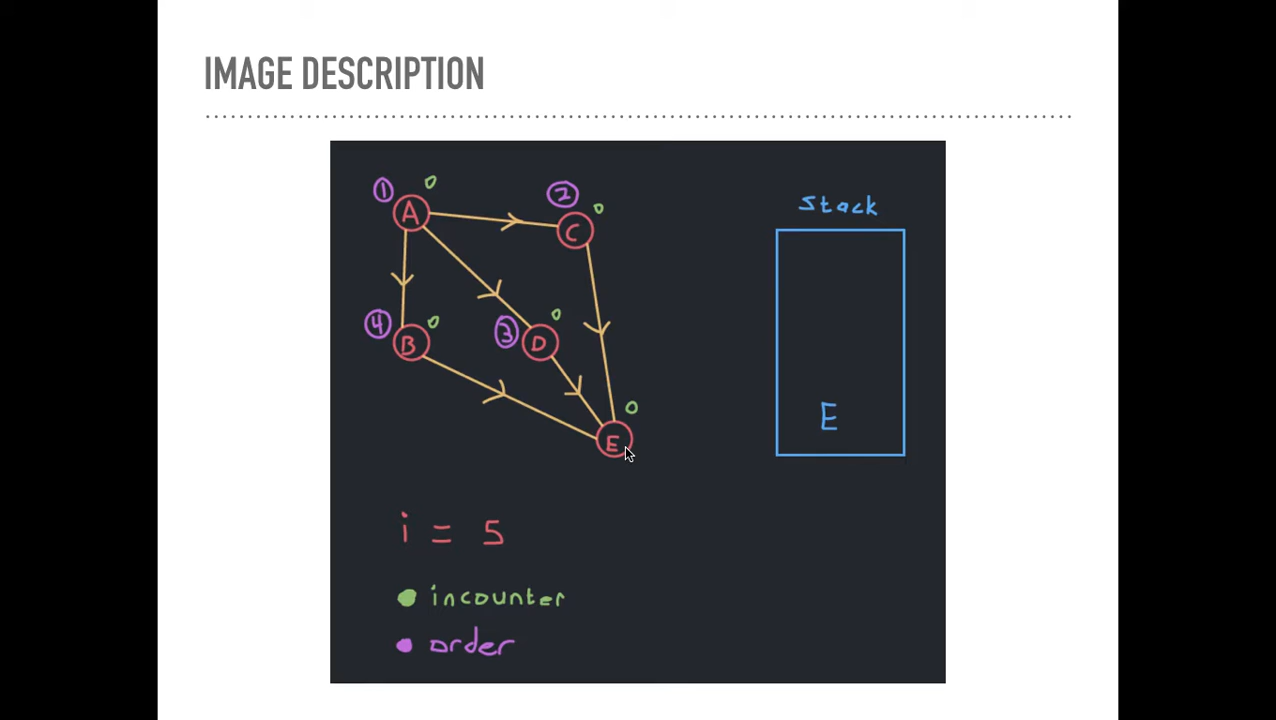 IMAGE DESCRIPTION
1 0
A
2 0
C
Stack
4 0
B
3 0
D
0
E
E
i = 5
incounter
order